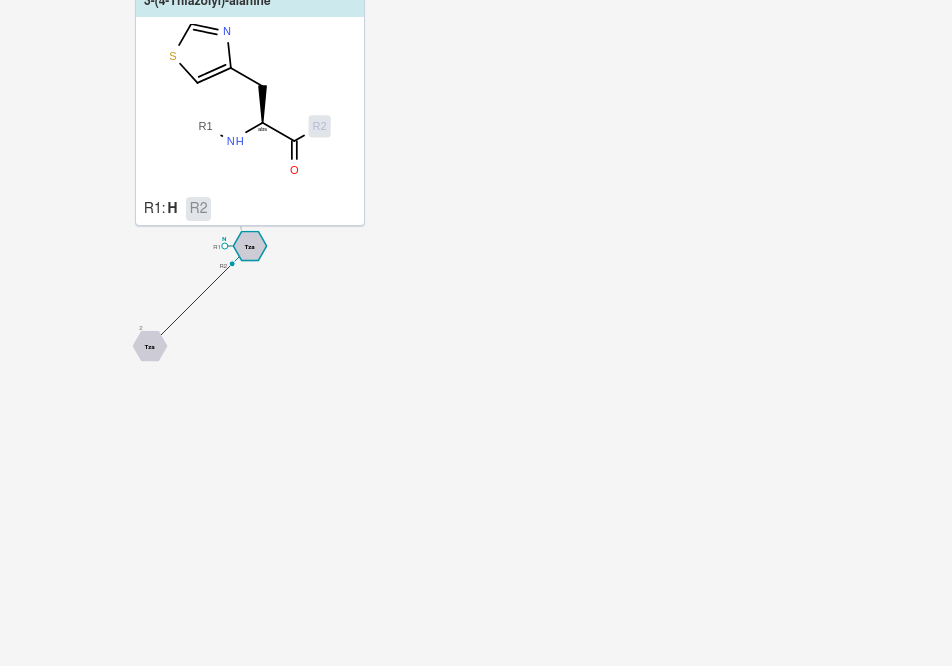 3-(4-Thiazolyl)-alanine
N
S
R1
abs
R2
NH
O
R1: H R2
N
R1
Tza
R2
2
Tza